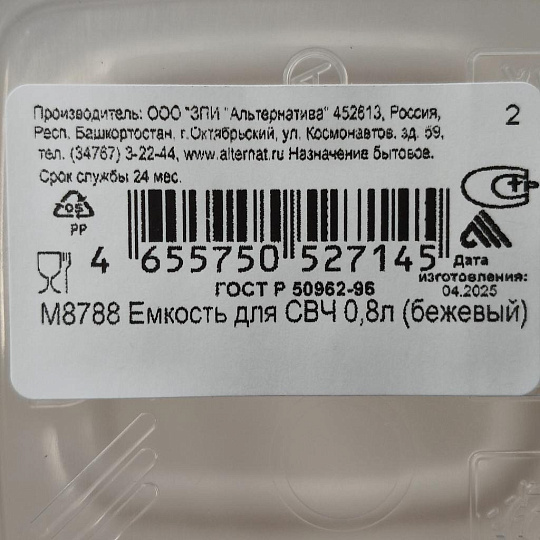 Производитель: ООО "ЗПИ "Альтернатива" 452613, Россия,
Респ. Башкортостан, г.Октябрьский, ул. Космонавтов, зд. 59,
тел. (34767) 3-22-44, www.alternat.ru Назначение бытовое.
Срок службы 24 мес.
2
05
PP
4 655750 527145
Дата
изготовления:
04.2025
ГОСТ Р 50962-96
М8788 Емкость для СВЧ 0,8л (бежевый)